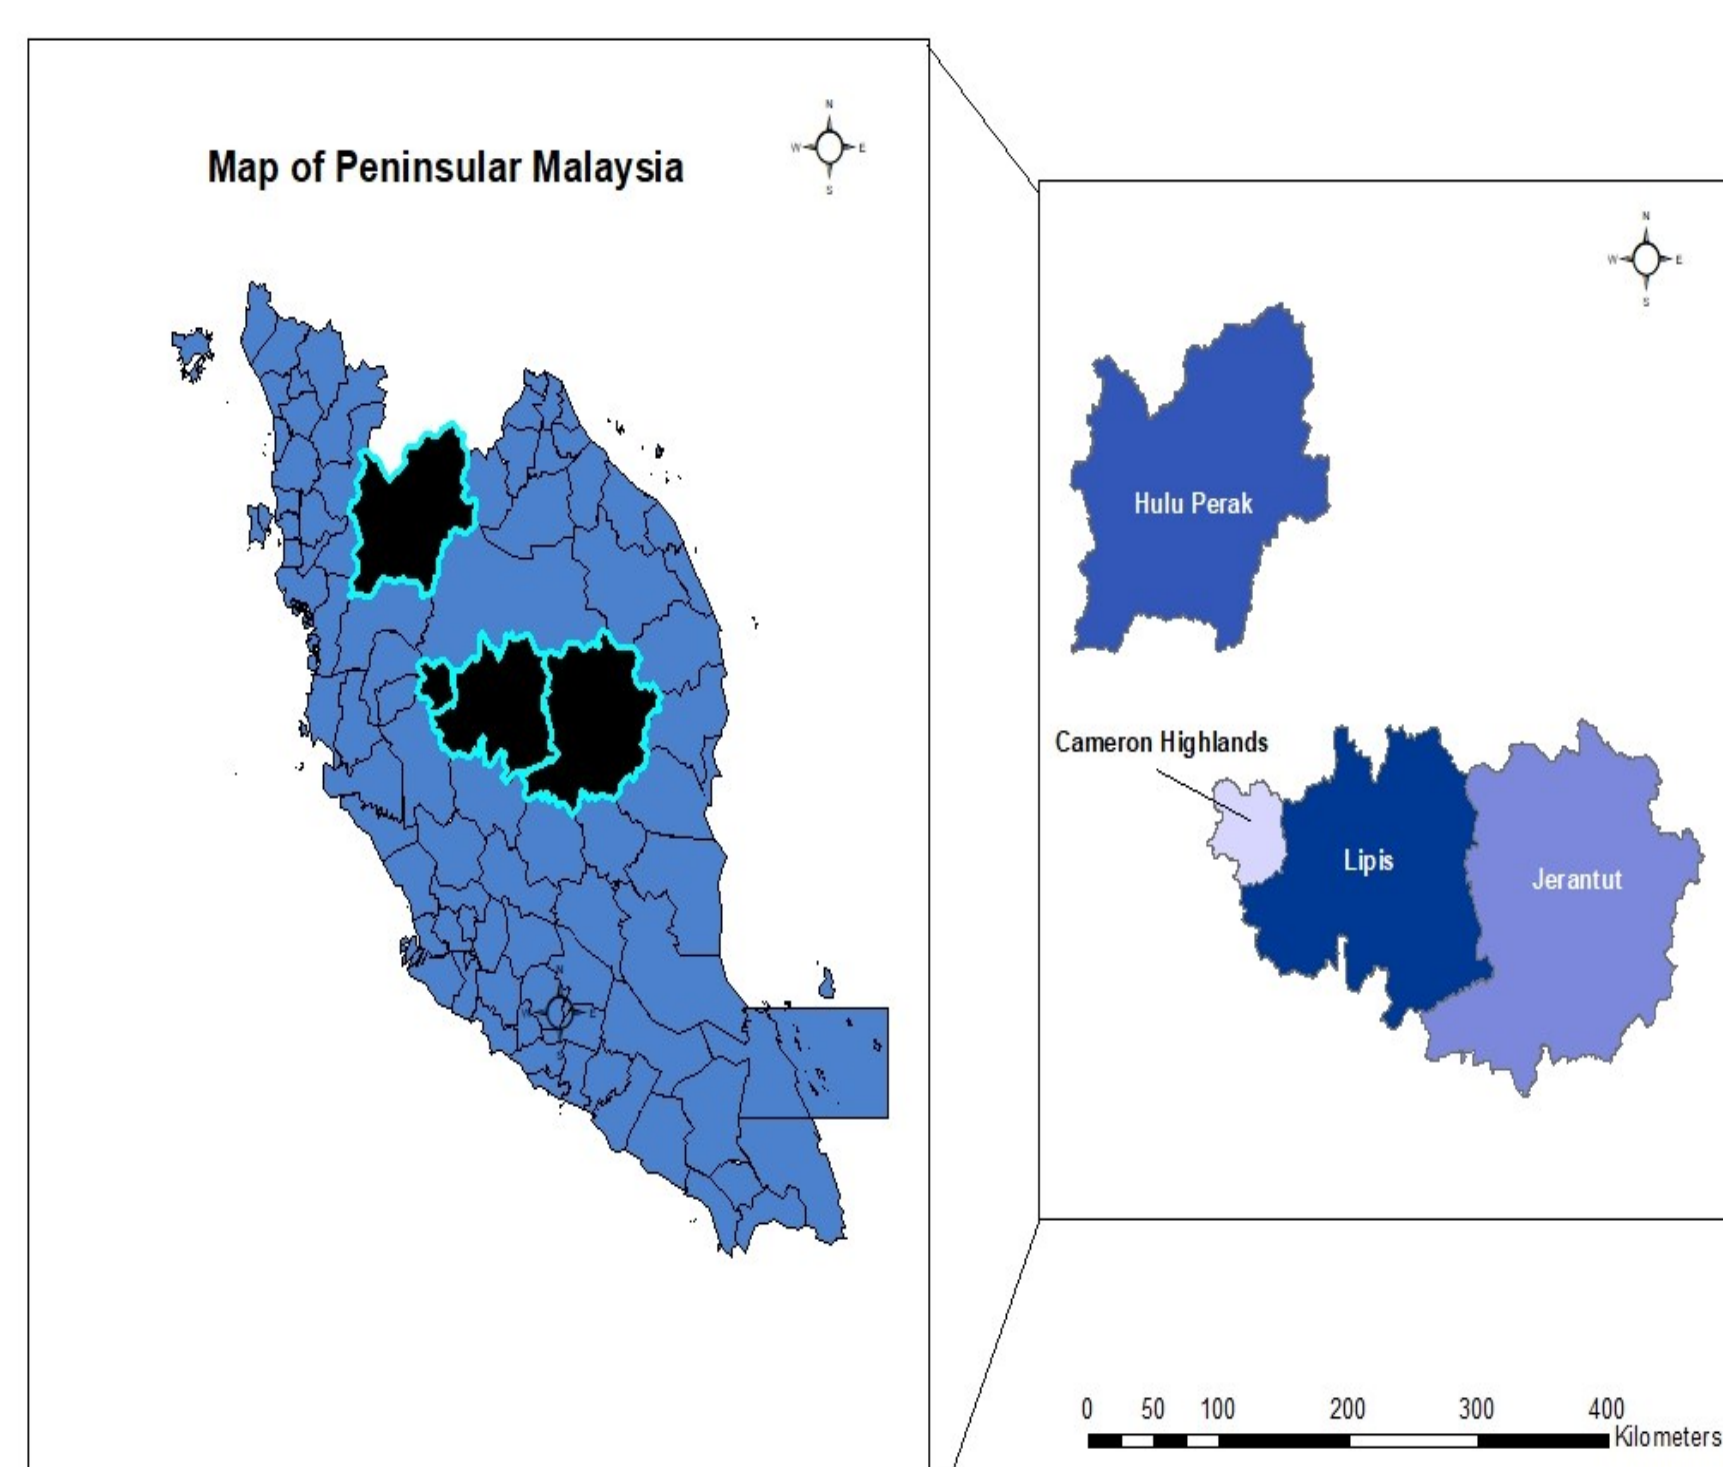 N
W E
S
Map of Peninsular Malaysia
N
W E
S
N
W E
S
Hulu Perak
Cameron Highlands
Lipis
Jerantut
0 50 100 200 300 400
Kilometers